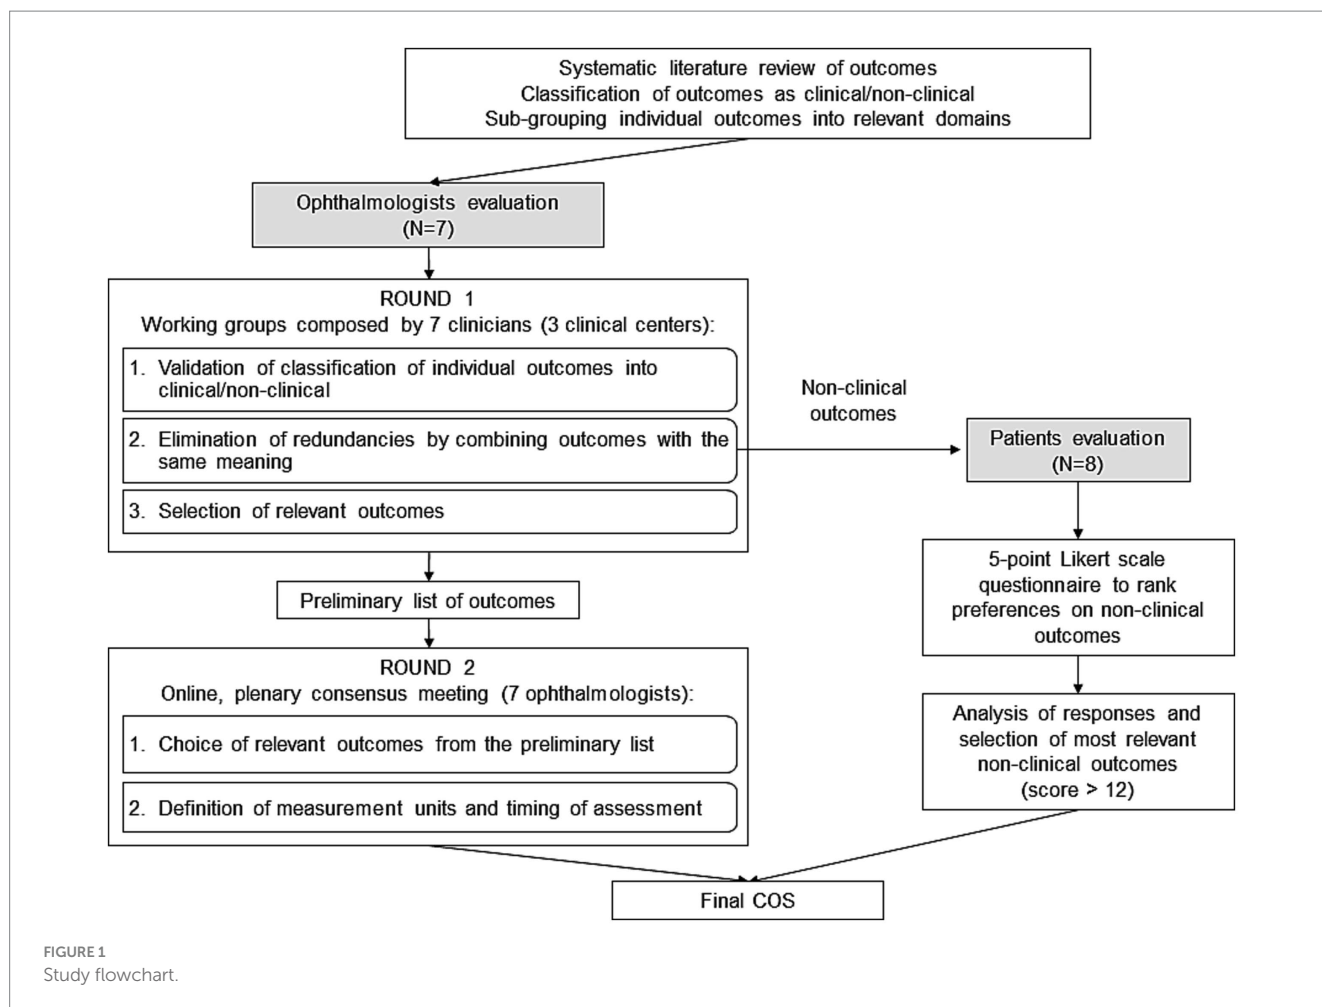 Systematic literature review of outcomes
Classification of outcomes as clinical/non-clinical
Sub-grouping individual outcomes into relevant domains
Ophthalmologists evaluation
(N=7)
ROUND 1
Working groups composed by 7 clinicians (3 clinical centers):
1. Validation of classification of individual outcomes into
clinical/non-clinical
2. Elimination of redundancies by combining outcomes with the
same meaning
3. Selection of relevant outcomes
Non-clinical
outcomes
Patients evaluation
(N=8)
5-point Likert scale
questionnaire to rank
preferences on non-clinical
outcomes
Preliminary list of outcomes
ROUND 2
Online, plenary consensus meeting (7 ophthalmologists):
1. Choice of relevant outcomes from the preliminary list
2. Definition of measurement units and timing of assessment
Analysis of responses and
selection of most relevant
non-clinical outcomes
(score > 12)
Final COS
FIGURE 1
Study flowchart.